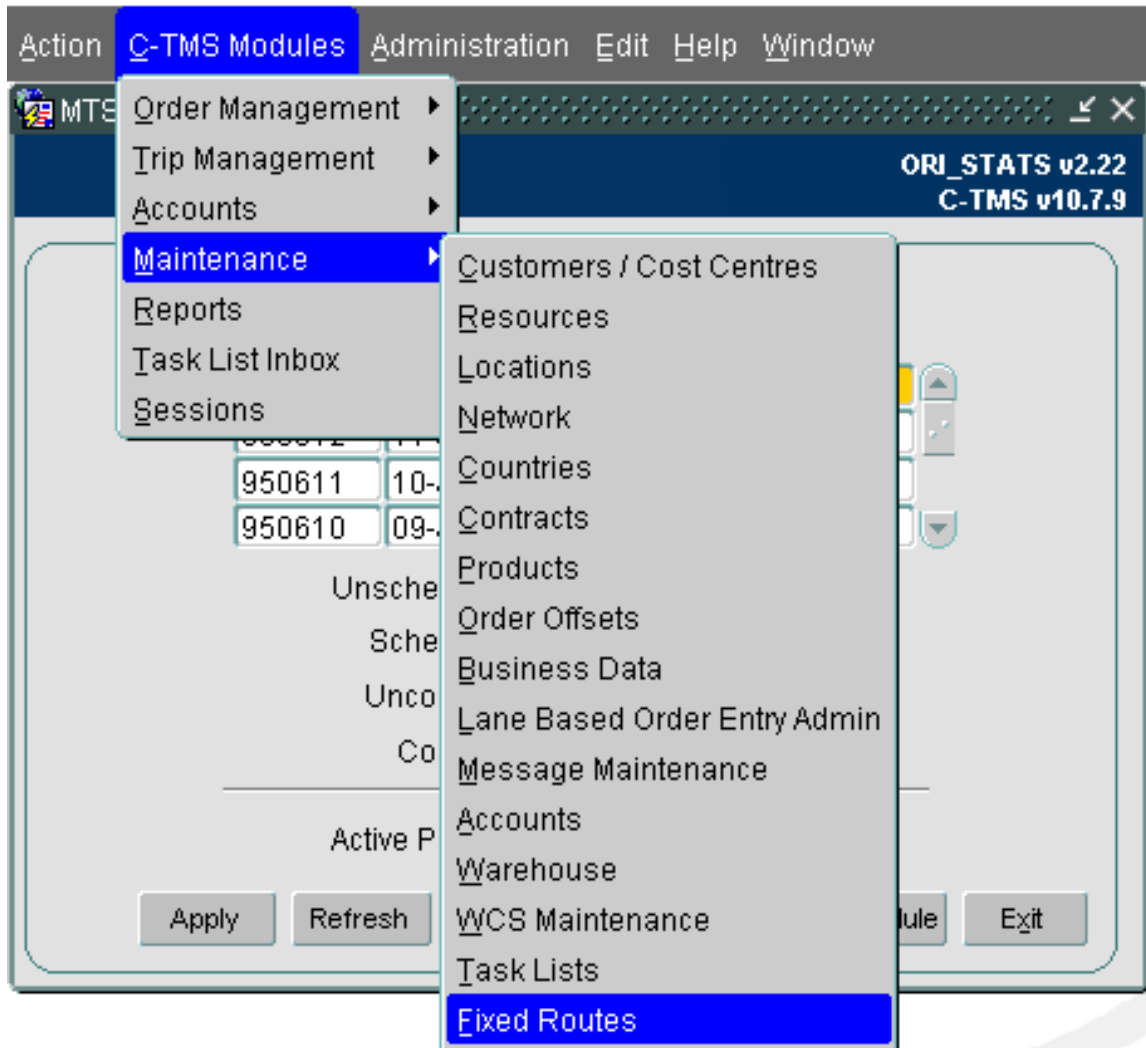 Action C-TMS Modules Administration Edit Help Window
MTS
ORI_STATS v2.22
C-TMS v10.7.9
Order Management
Trip Management
Accounts
Maintenance
Reports
Task List Inbox
Sessions
Customers / Cost Centres
Resources
Locations
Network
Countries
Contracts
Products
Order Offsets
Business Data
Lane Based Order Entry Admin
Message Maintenance
Accounts
Warehouse
WCS Maintenance
Task Lists
Fixed Routes
950611 10-
950610 09-
Unsche
Sche
Unco
Co
Active P
Apply Refresh dule Exit